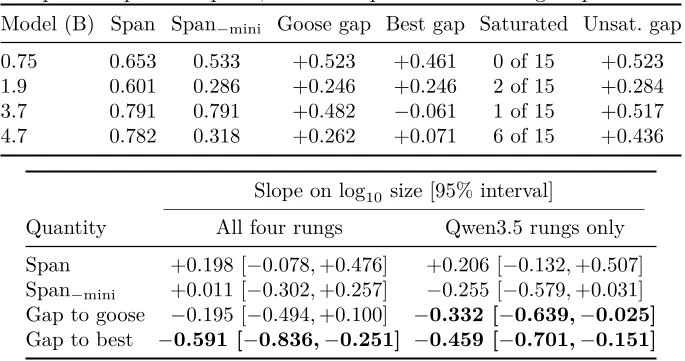 Model (B) Span Span−mini Goose gap Best gap Saturated Unsat. gap
0.75 0.653 0.533 +0.523 +0.461 0 of 15 +0.523
1.9 0.601 0.286 +0.246 +0.246 2 of 15 +0.284
3.7 0.791 0.791 +0.482 −0.061 1 of 15 +0.517
4.7 0.782 0.318 +0.262 +0.071 6 of 15 +0.436
Slope on log10 size [95% interval]
Quantity All four rungs Qwen3.5 rungs only
Span +0.198 [−0.078, +0.476] +0.206 [−0.132, +0.507]
Span−mini +0.011 [−0.302, +0.257] −0.255 [−0.579, +0.031]
Gap to goose −0.195 [−0.494, +0.100] −0.332 [−0.639, −0.025]
Gap to best −0.591 [−0.836, −0.251] −0.459 [−0.701, −0.151]